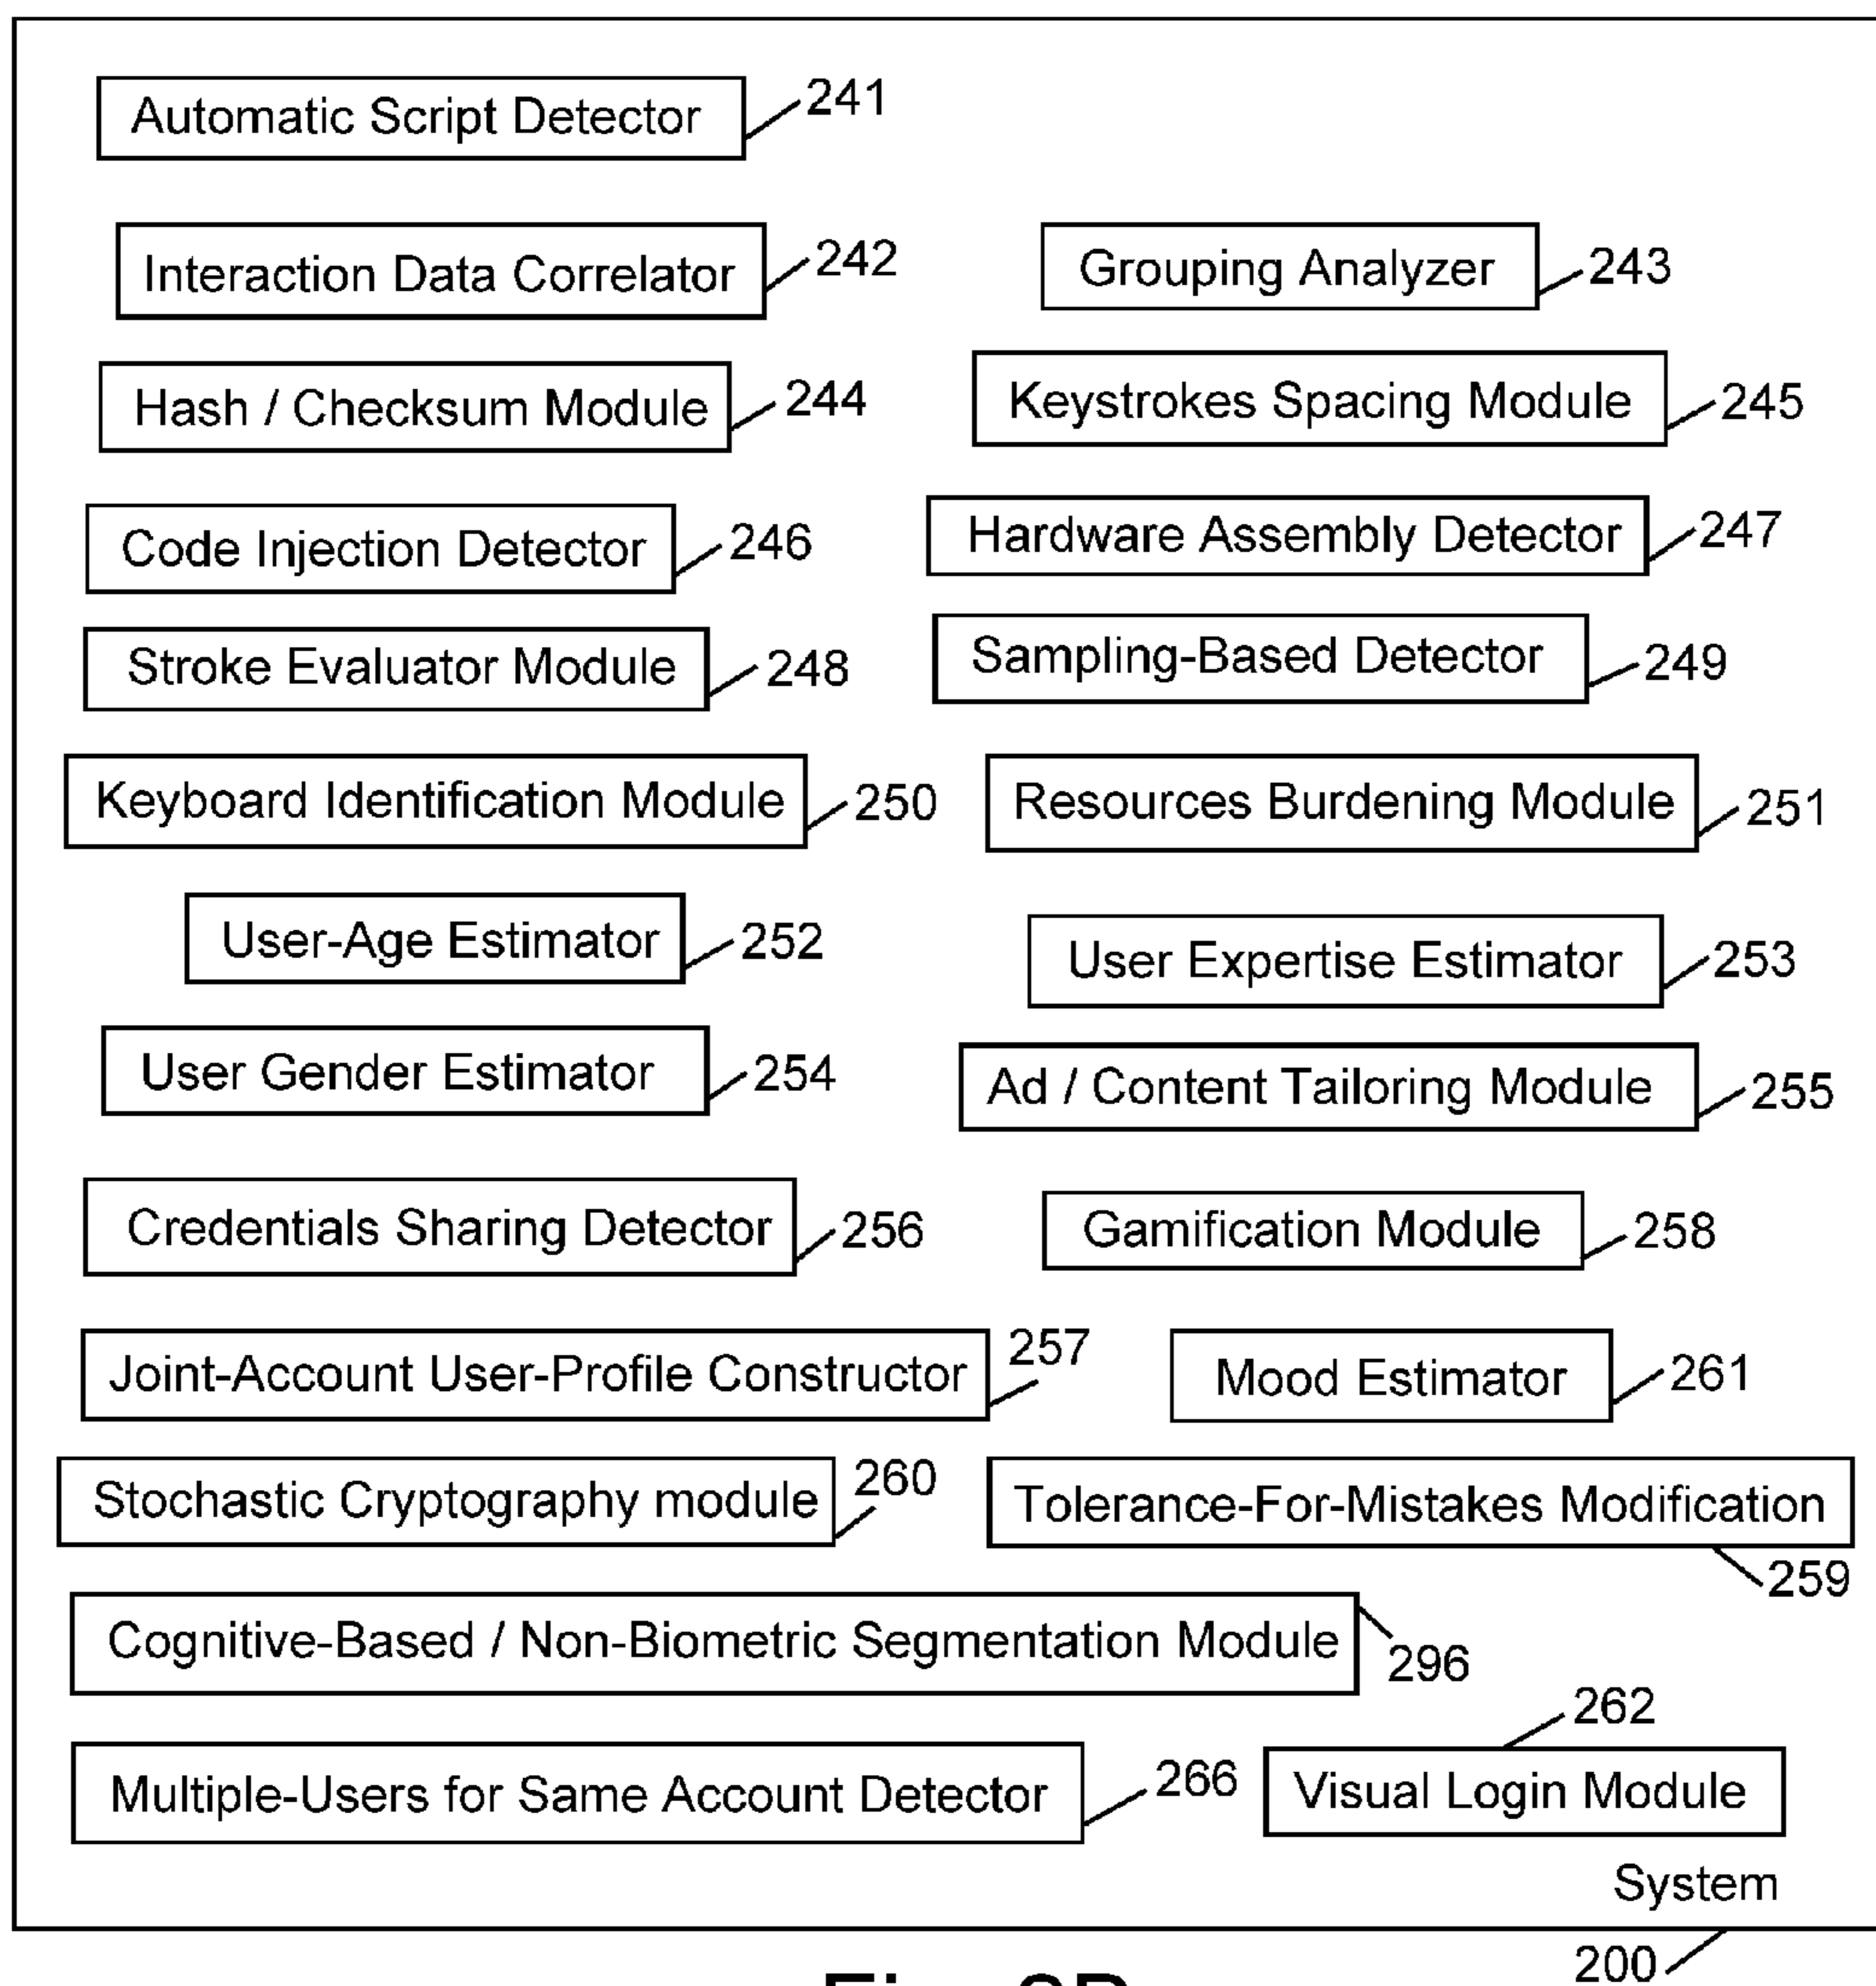 Automatic Script Detector 241
Interaction Data Correlator 242 Grouping Analyzer 243
Hash / Checksum Module 244 Keystrokes Spacing Module 245
Code Injection Detector 246 Hardware Assembly Detector 247
Stroke Evaluator Module 248 Sampling-Based Detector 249
Keyboard Identification Module 250 Resources Burdening Module 251
User-Age Estimator 252 User Expertise Estimator 253
User Gender Estimator 254 Ad / Content Tailoring Module 255
Credentials Sharing Detector 256 Gamification Module 258
Joint-Account User-Profile Constructor 257 Mood Estimator 261
Stochastic Cryptography module 260 Tolerance-For-Mistakes Modification 259
Cognitive-Based / Non-Biometric Segmentation Module 296
Multiple-Users for Same Account Detector 266 Visual Login Module 262
System
200